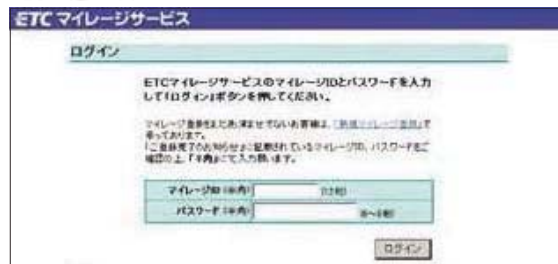 ETC マイレージサービス
ログイン
ETCマイレージサービスのマイレージIDとパスワードを入力
して「ログイン」ボタンを押してください。
マイレージ登録をまだお済ませでないお客様は、「新規マイレージ登録」で
承っております。
「ご登録完了のお知らせ」に記載されているマイレージID、パスワードをご
確認の上、「半角」にて入力願います。
マイレージID (半角)
パスワード (半角)
ログイン